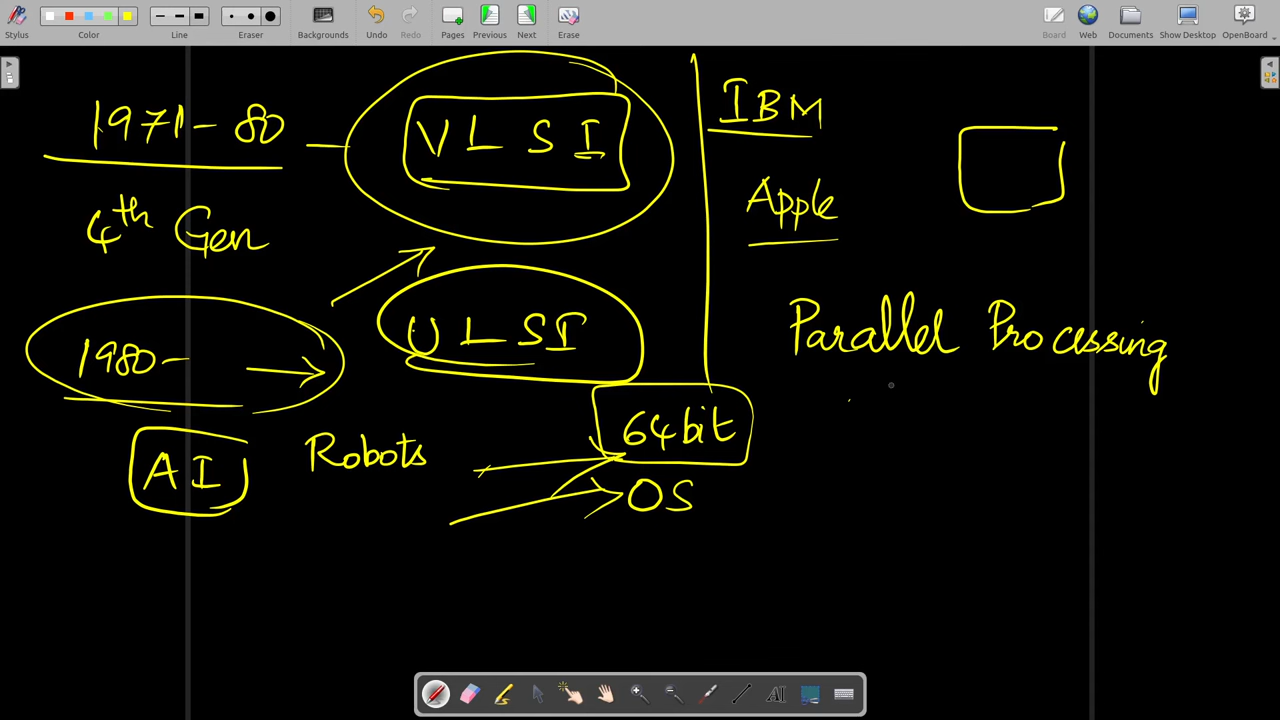 Stylus Color Line Eraser Backgrounds Undo Redo Pages Previous Next Erase Board Web Documents Show Desktop OpenBoard
1971-80 - VLSI
IBM
Apple
4th Gen
1980- → ULSI
Parallel Processing
64bit
AI Robots
OS
AI